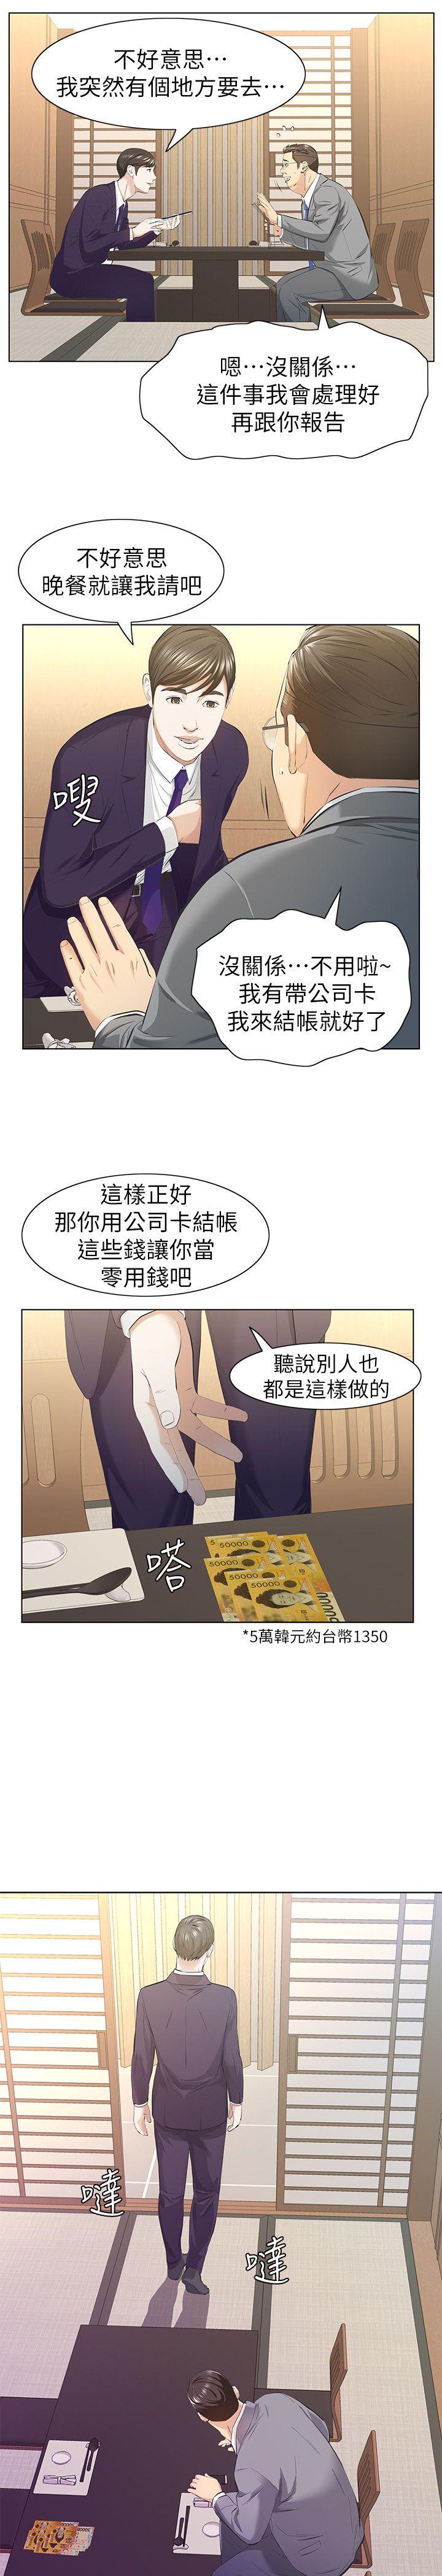 不好意思⋯
我突然有個地方要去⋯
嗯⋯沒關係⋯
這件事我會處理好
再跟你報告
不好意思
晚餐就讓我請吧
嗖
沒關係⋯不用啦~
我有帶公司卡
我來結帳就好了
這樣正好
那你用公司卡結帳
這些錢讓你當
零用錢吧
聽說別人也
都是這樣做的
嗒
50000
50000
*5萬韓元約台幣1350
噠
噠